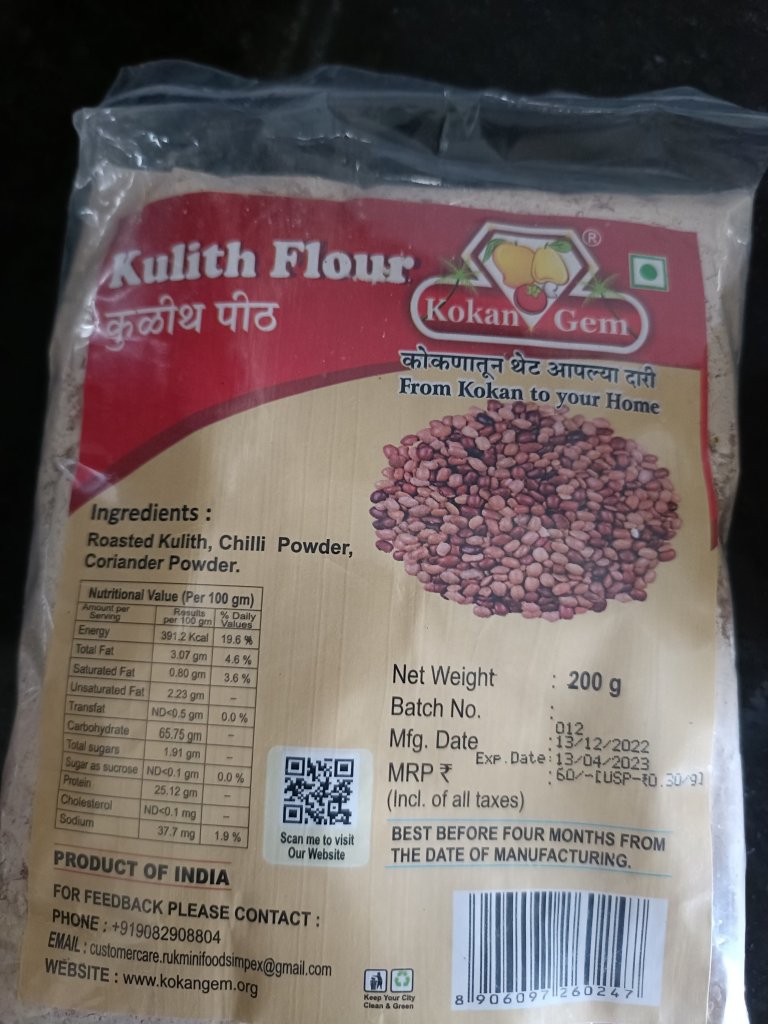 Kulith Flour
कुळीथ पीठ
®
Kokan Gem
कोकणातून थेट आपल्या दारी
From Kokan to your Home
Ingredients :
Roasted Kulith, Chilli Powder,
Coriander Powder.
Nutritional Value (Per 100 gm)
Amount per Serving Results per 100 gm % Daily Values
Energy 391.2 Kcal 19.6 %
Total Fat 3.07 gm 4.6 %
Saturated Fat 0.80 gm 3.6 %
Unsaturated Fat 2.23 gm –
Transfat ND<0.5 gm 0.0 %
Carbohydrate 65.75 gm –
Total sugars 1.91 gm –
Sugar as sucrose ND<0.1 gm 0.0 %
Protein 25.12 gm –
Cholesterol ND<0.1 mg –
Sodium 37.7 mg 1.9 %
Scan me to visit
Our Website
Net Weight : 200 g
Batch No. : 012
Mfg. Date : 13/12/2022
Exp.Date: 13/04/2023
MRP ₹ : 60/-[USP-₹0.30/g]
(Incl. of all taxes)
BEST BEFORE FOUR MONTHS FROM
THE DATE OF MANUFACTURING.
PRODUCT OF INDIA
FOR FEEDBACK PLEASE CONTACT :
PHONE : +919082908804
EMAIL : customercare.rukminifoodsimpex@gmail.com
WEBSITE : www.kokangem.org
Keep Your City
Clean & Green
8 906097 260247